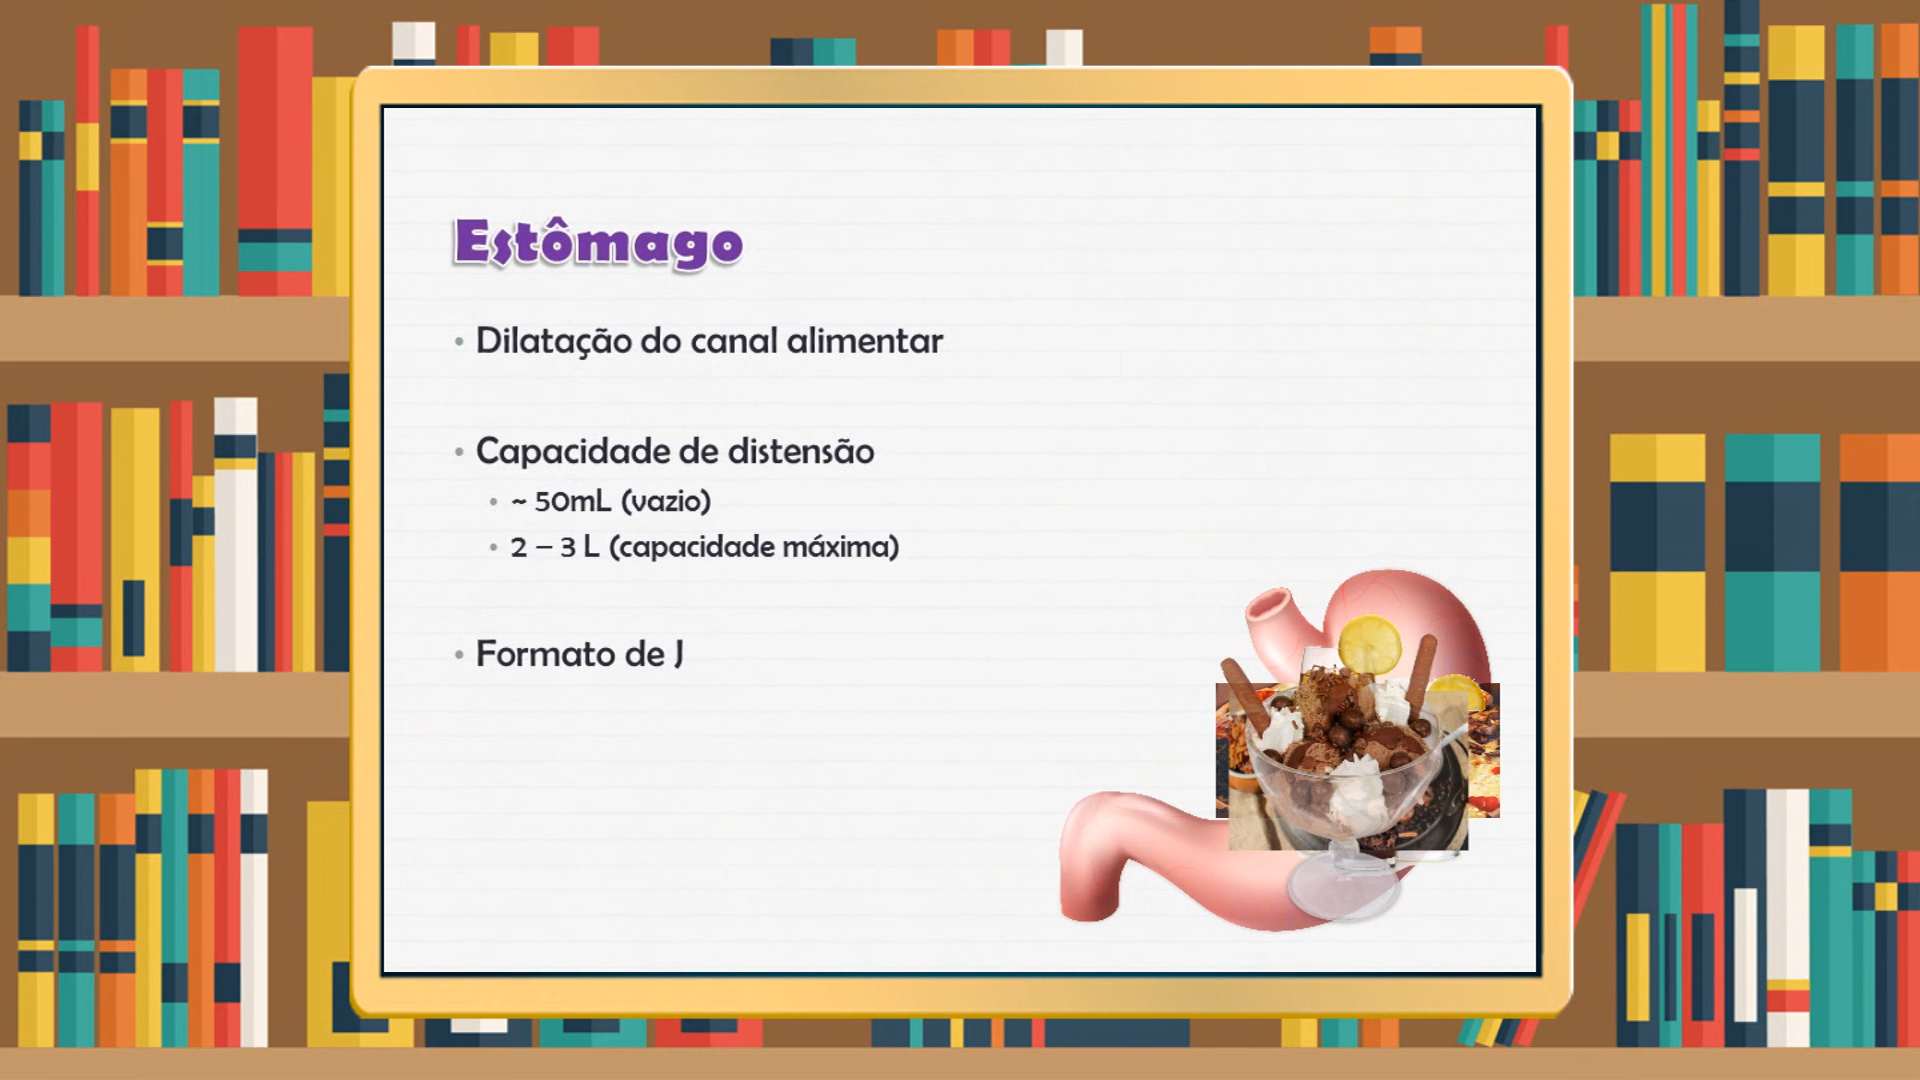 Estômago
• Dilatação do canal alimentar
• Capacidade de distensão
• ~ 50mL (vazio)
• 2 – 3 L (capacidade máxima)
• Formato de J